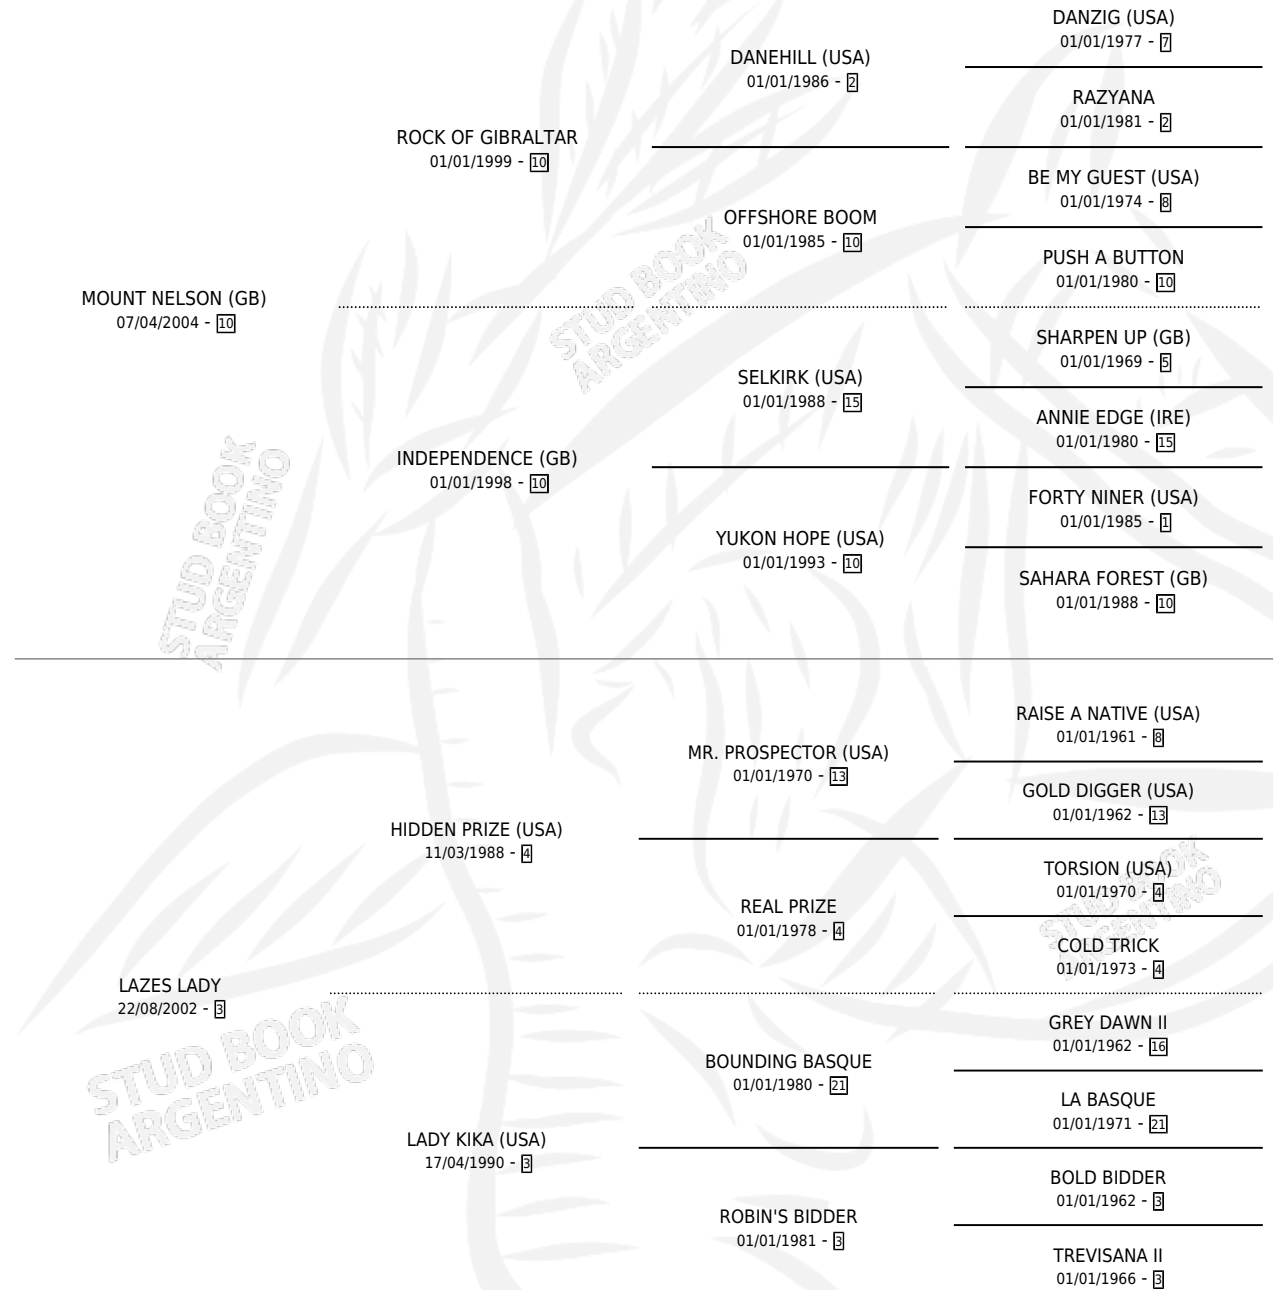 DANZIG (USA)
01/01/1977 - 7
DANEHILL (USA)
01/01/1986 - 2
RAZYANA
01/01/1981 - 2
ROCK OF GIBRALTAR
01/01/1999 - 10
BE MY GUEST (USA)
01/01/1974 - 8
OFFSHORE BOOM
01/01/1985 - 10
PUSH A BUTTON
01/01/1980 - 10
MOUNT NELSON (GB)
07/04/2004 - 10
STUD BOOK
ARGENTINO
SHARPEN UP (GB)
01/01/1969 - 5
SELKIRK (USA)
01/01/1988 - 15
ANNIE EDGE (IRE)
01/01/1980 - 15
INDEPENDENCE (GB)
01/01/1998 - 10
FORTY NINER (USA)
01/01/1985 - 1
YUKON HOPE (USA)
01/01/1993 - 10
SAHARA FOREST (GB)
01/01/1988 - 10
STUD BOOK
ARGENTINO
RAISE A NATIVE (USA)
01/01/1961 - 8
MR. PROSPECTOR (USA)
01/01/1970 - 13
GOLD DIGGER (USA)
01/01/1962 - 13
HIDDEN PRIZE (USA)
11/03/1988 - 4
TORSION (USA)
01/01/1970 - 4
STUD BOOK
ARGENTINO
REAL PRIZE
01/01/1978 - 4
COLD TRICK
01/01/1973 - 4
LAZES LADY
22/08/2002 - 3
STUD BOOK
ARGENTINO
GREY DAWN II
01/01/1962 - 16
BOUNDING BASQUE
01/01/1980 - 21
LA BASQUE
01/01/1971 - 21
LADY KIKA (USA)
17/04/1990 - 3
BOLD BIDDER
01/01/1962 - 3
ROBIN'S BIDDER
01/01/1981 - 3
TREVISANA II
01/01/1966 - 3